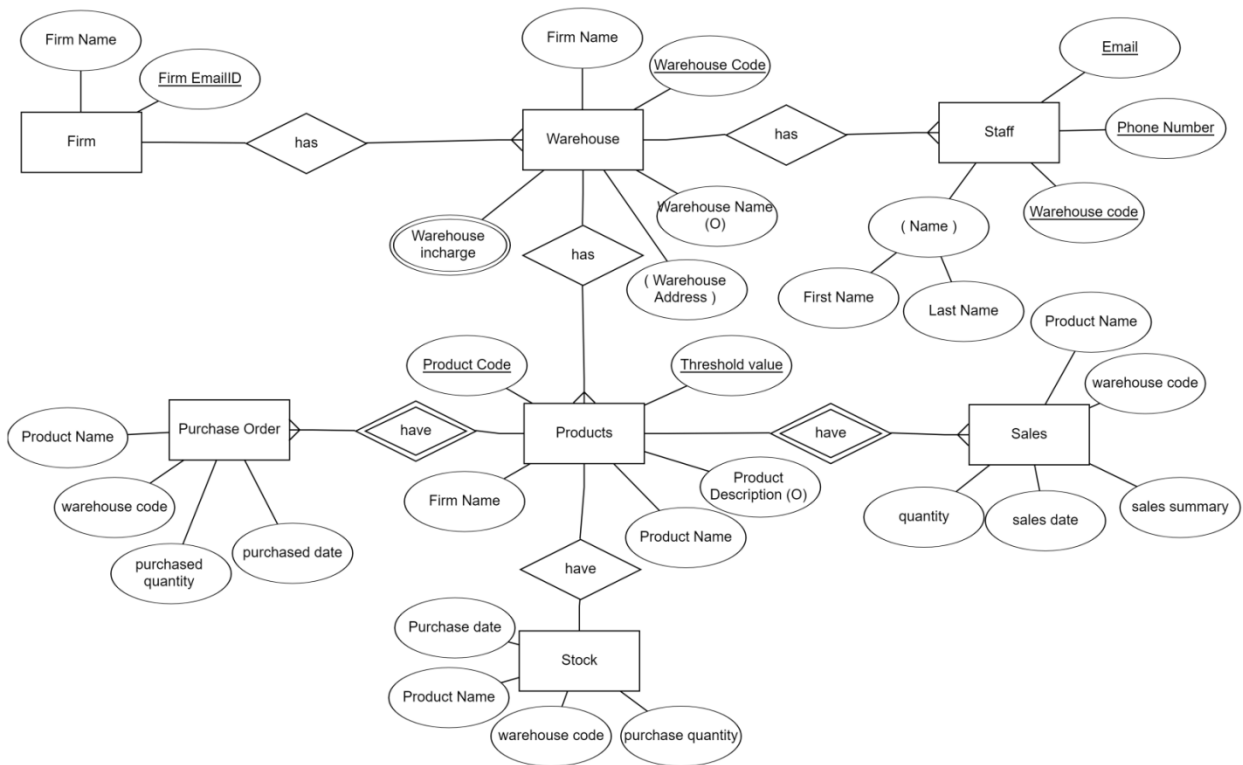 Firm Name
Firm EmailID
Firm
has
Firm Name
Warehouse Code
Warehouse
has
Email
Staff
Phone Number
Warehouse code
( Name )
First Name
Last Name
Warehouse
incharge
has
Warehouse Name
(O)
( Warehouse
Address )
Product Code
Threshold value
Product Name
warehouse code
Product Name
Purchase Order
have
Products
have
Sales
warehouse code
purchased
quantity
purchased date
Firm Name
Product
Description (O)
Product Name
quantity
sales date
sales summary
have
Purchase date
Stock
Product Name
warehouse code
purchase quantity